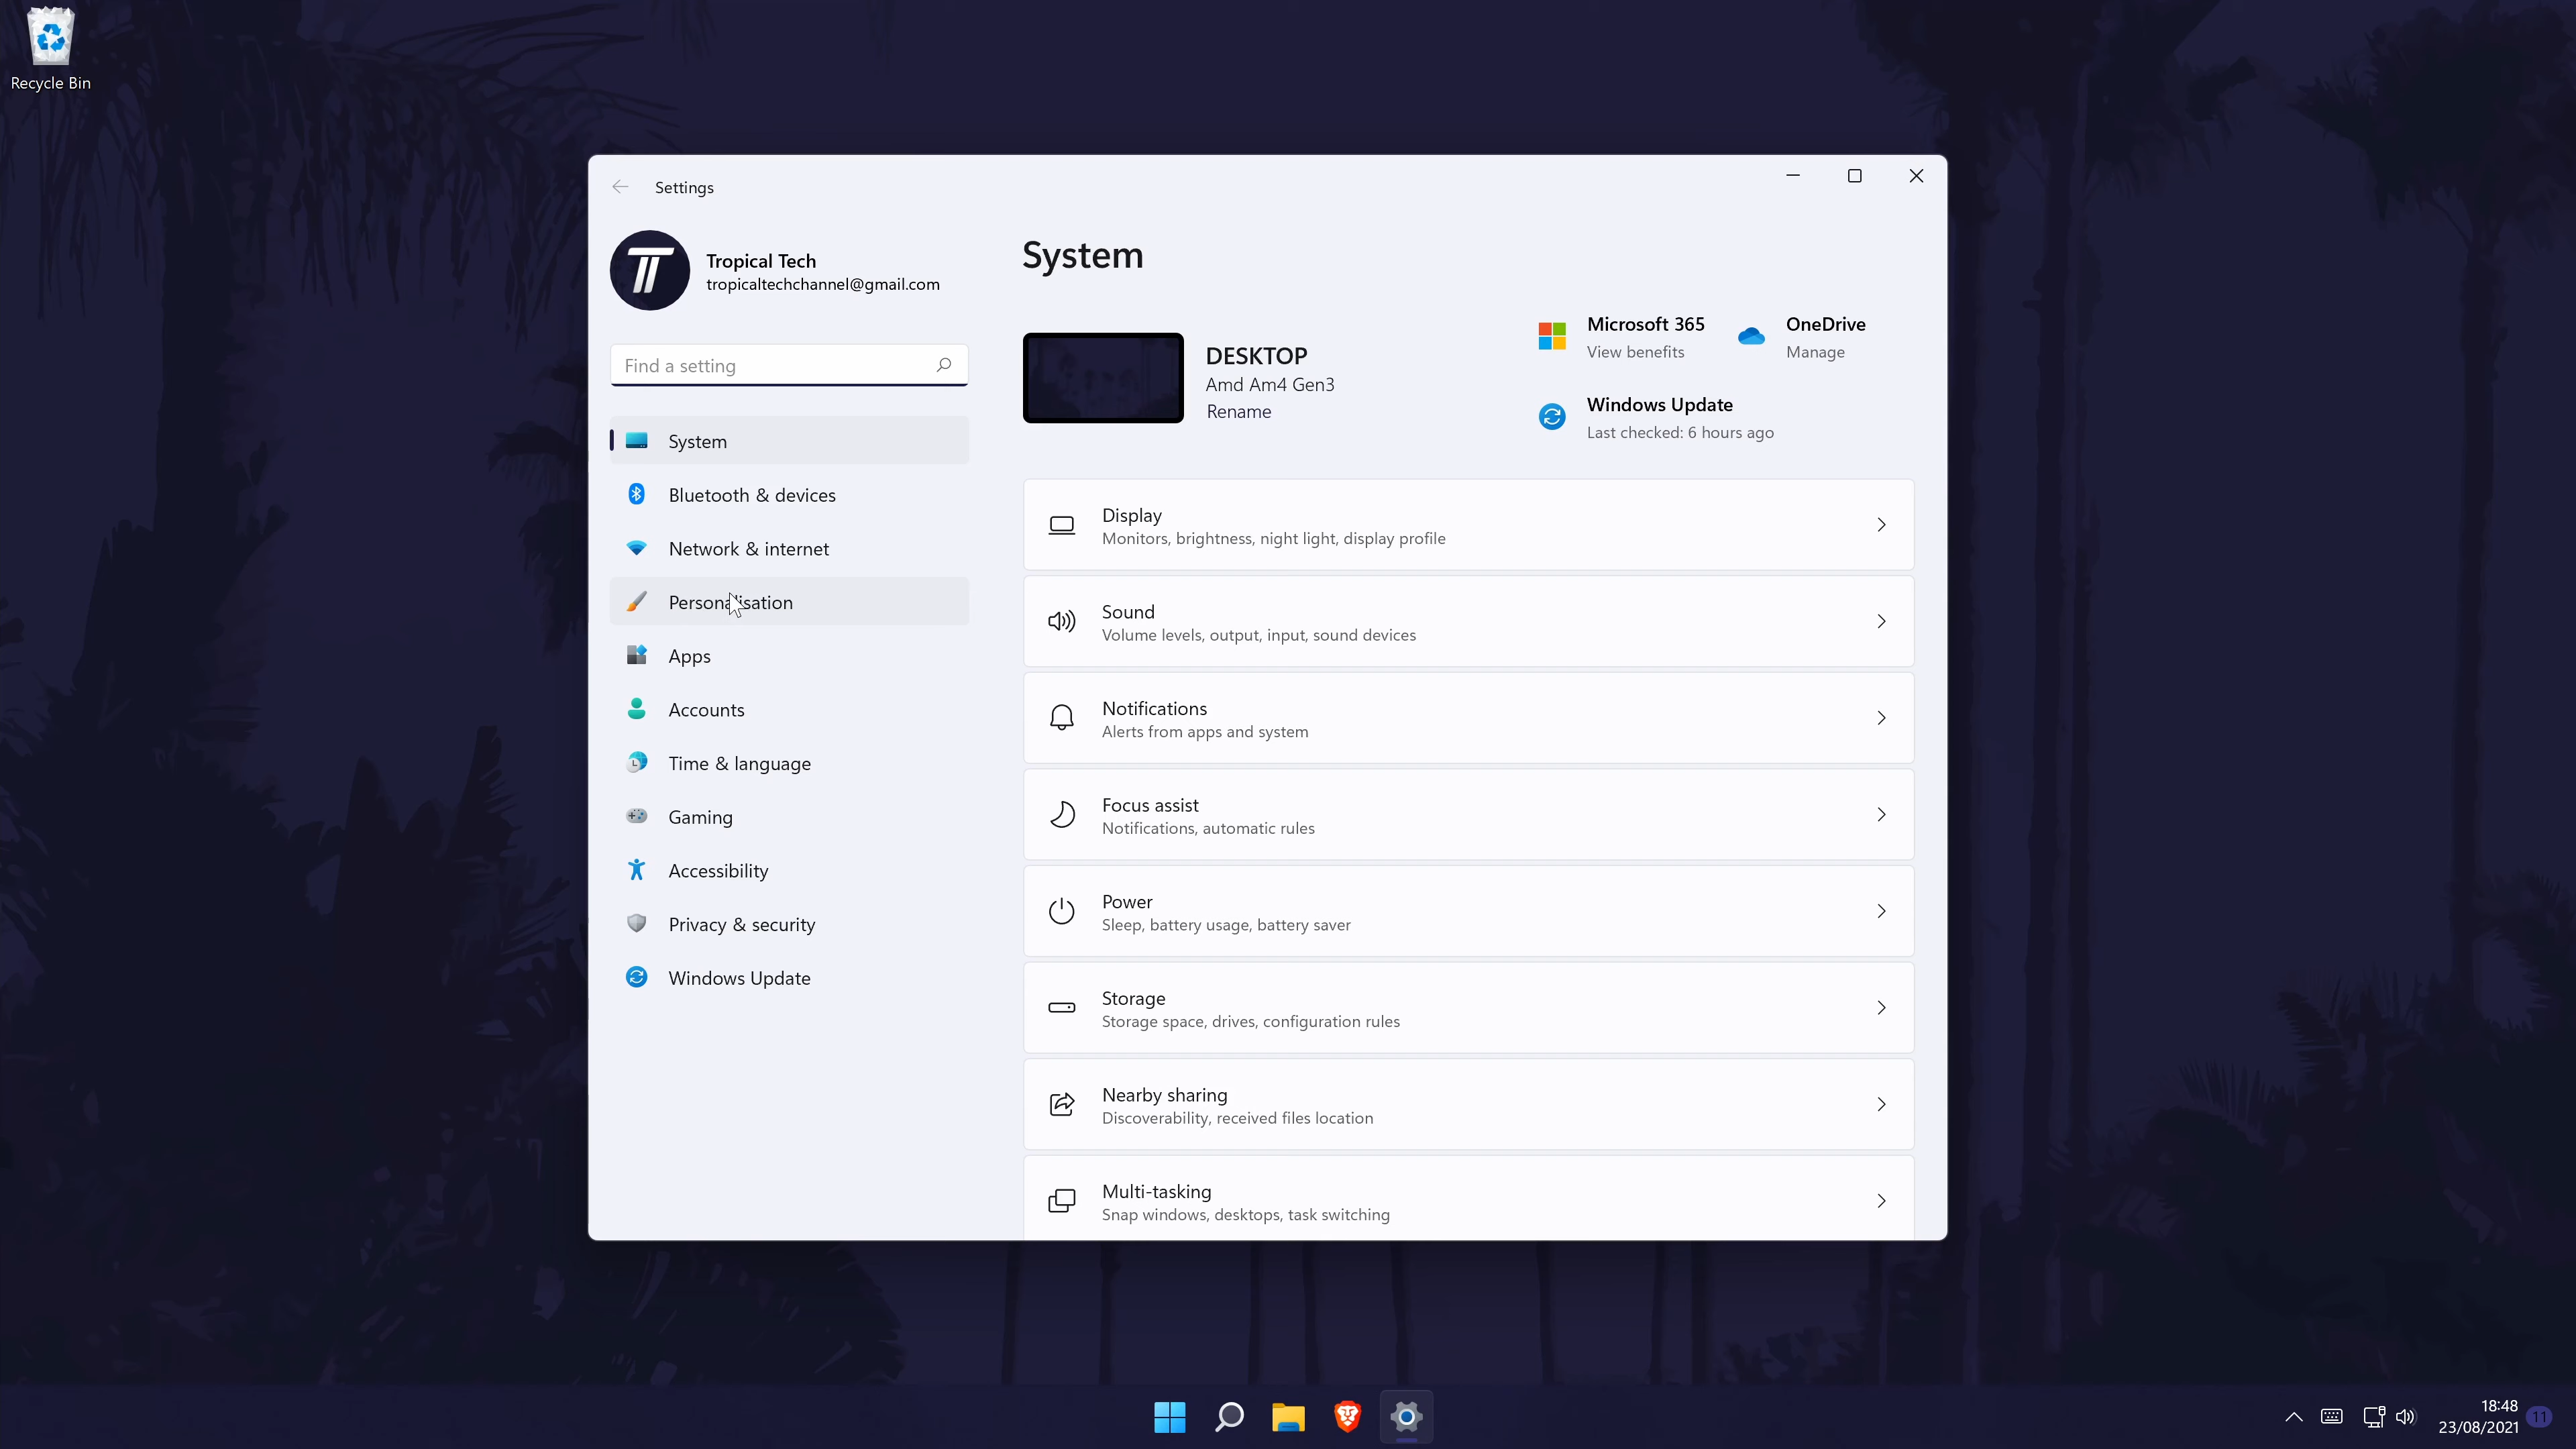 Recycle Bin
Settings
Tropical Tech
tropicaltechchannel@gmail.com
Find a setting
System
Bluetooth & devices
Network & internet
Personalisation
Apps
Accounts
Time & language
Gaming
Accessibility
Privacy & security
Windows Update
System
DESKTOP
Amd Am4 Gen3
Rename
Microsoft 365
View benefits
OneDrive
Manage
Windows Update
Last checked: 6 hours ago
Display
Monitors, brightness, night light, display profile
Sound
Volume levels, output, input, sound devices
Notifications
Alerts from apps and system
Focus assist
Notifications, automatic rules
Power
Sleep, battery usage, battery saver
Storage
Storage space, drives, configuration rules
Nearby sharing
Discoverability, received files location
Multi-tasking
Snap windows, desktops, task switching
18:48
23/08/2021
11